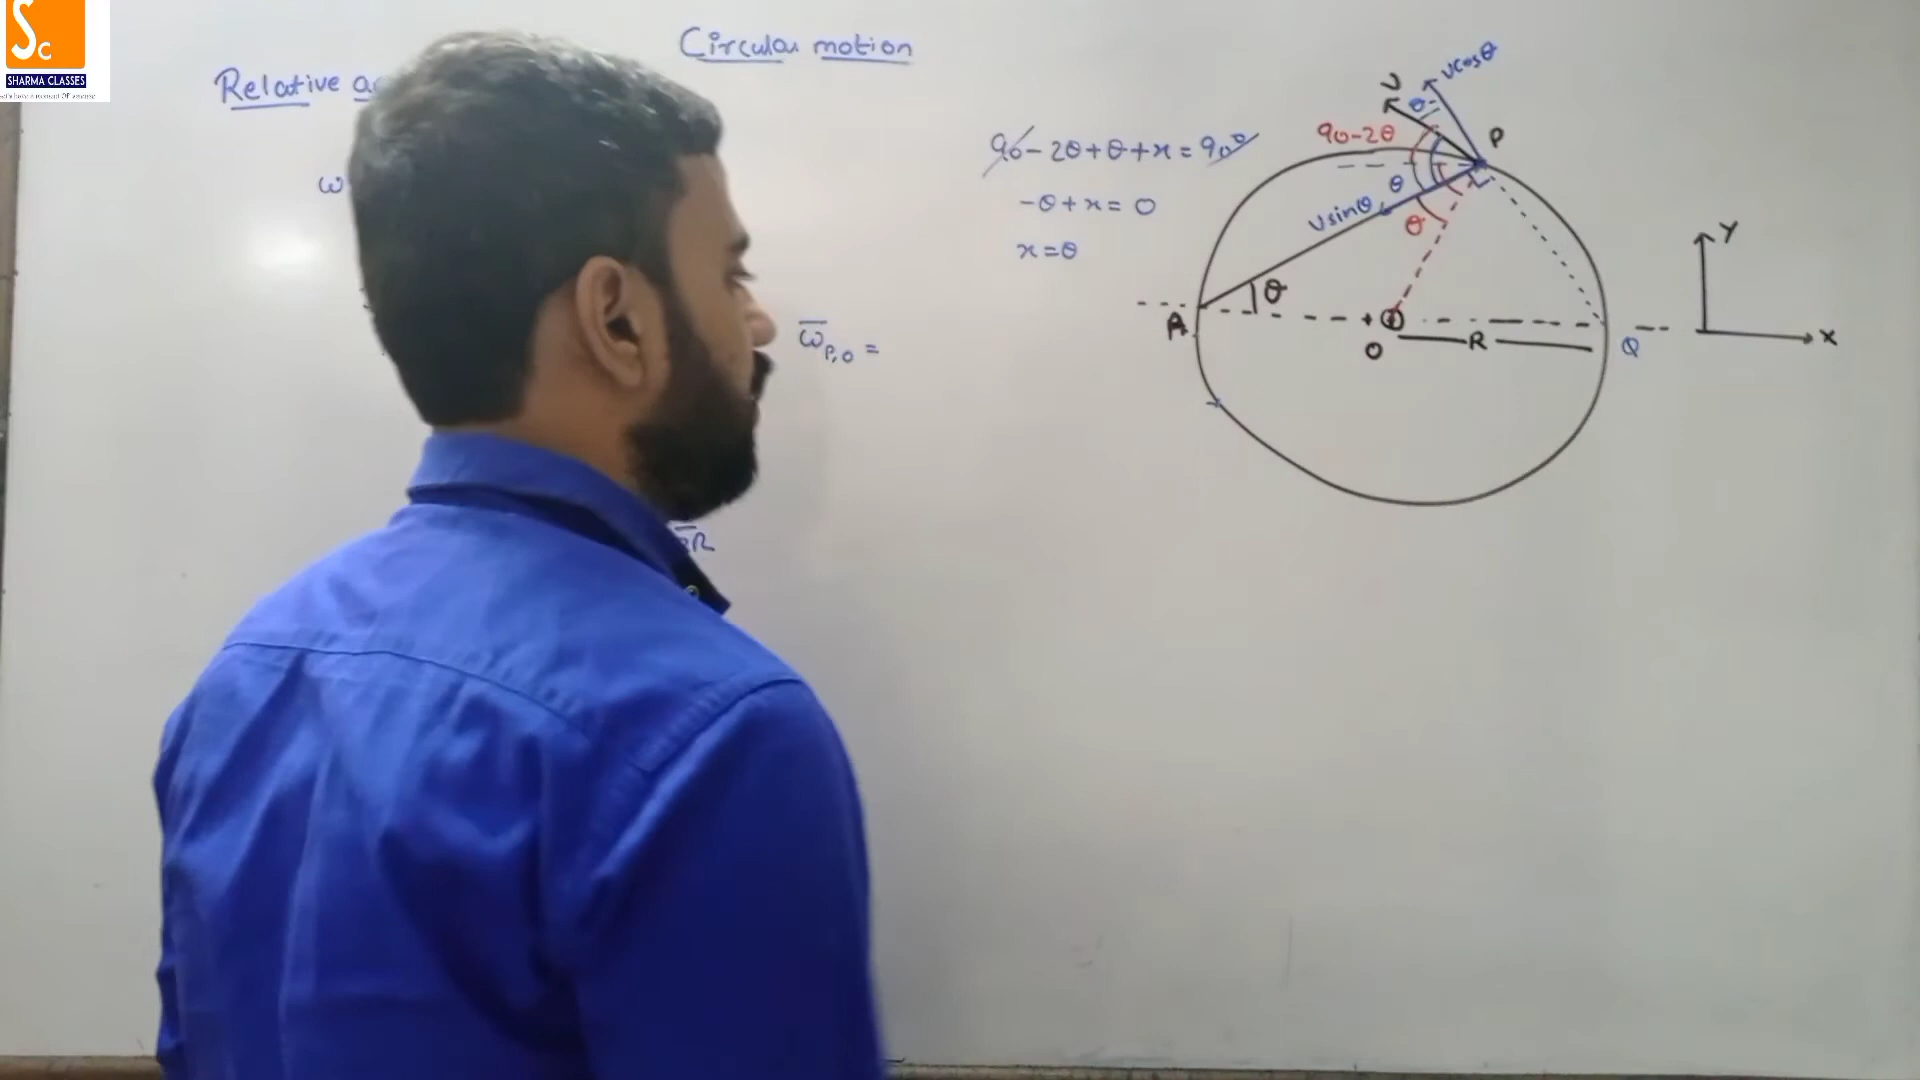 Sc
SHARMA CLASSES
Circular motion
Relative
ω
90-2θ+θ+x=90°
-θ+x=0
x=θ
ω̅P,O =
R
v
vcosθ
θ
P
90-2θ
θ
vsinθ
θ
θ
A
O
R
Q
Y
X